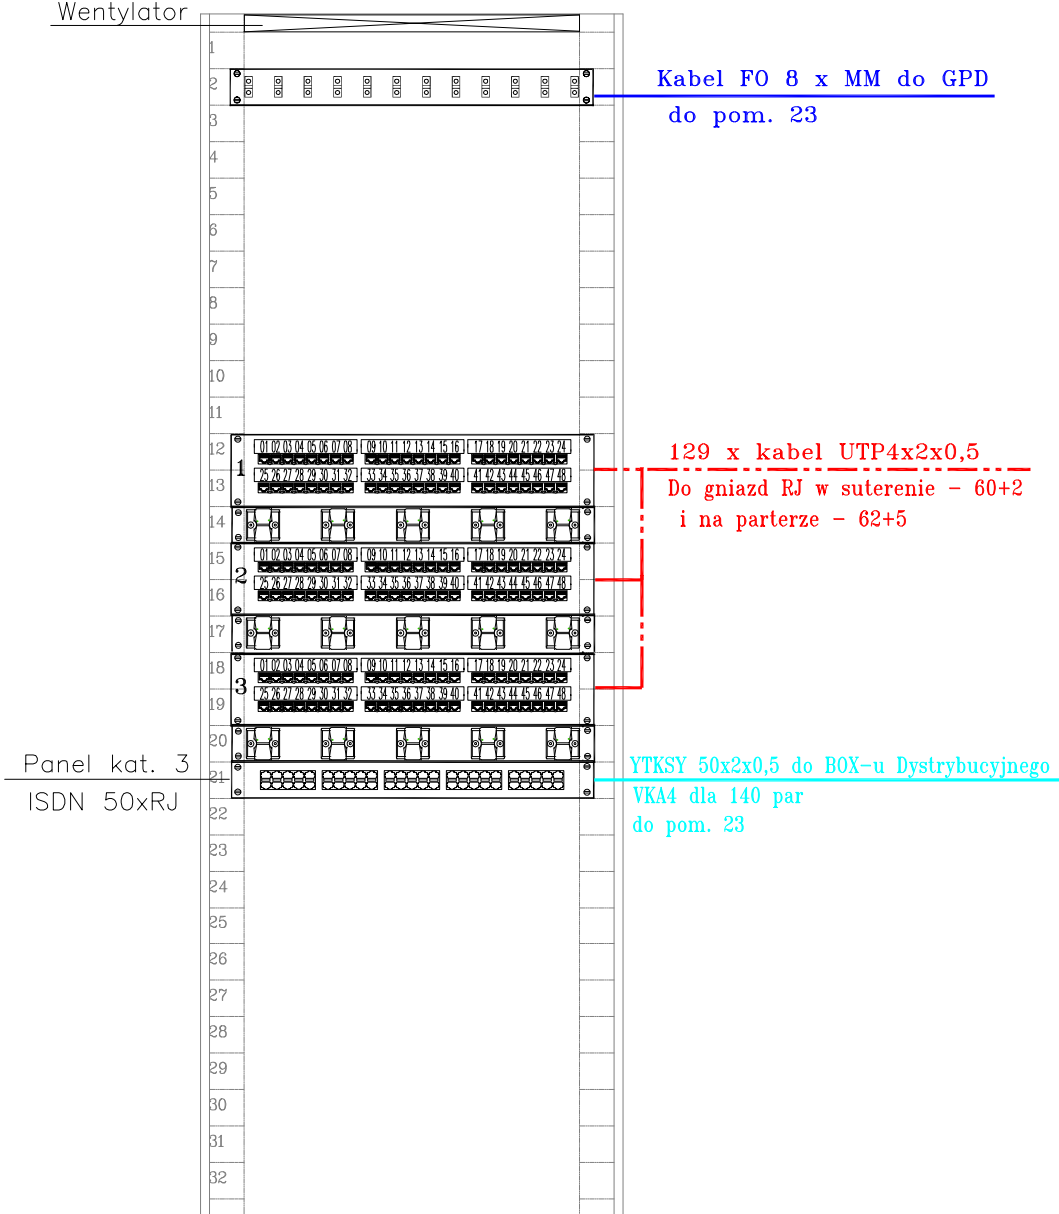 Wentylator
1
2
Kabel FO 8 x MM do GPD
do pom. 23
3
4
5
6
7
8
9
10
11
12
01 02 03 04 05 06 07 08 09 10 11 12 13 14 15 16 17 18 19 20 21 22 23 24
1
129 x kabel UTP4x2x0,5
13
25 26 27 28 29 30 31 32 33 34 35 36 37 38 39 40 41 42 43 44 45 46 47 48
Do gniazd RJ w suterenie - 60+2
i na parterze - 62+5
14
15
01 02 03 04 05 06 07 08 09 10 11 12 13 14 15 16 17 18 19 20 21 22 23 24
2
16
25 26 27 28 29 30 31 32 33 34 35 36 37 38 39 40 41 42 43 44 45 46 47 48
17
18
01 02 03 04 05 06 07 08 09 10 11 12 13 14 15 16 17 18 19 20 21 22 23 24
3
19
25 26 27 28 29 30 31 32 33 34 35 36 37 38 39 40 41 42 43 44 45 46 47 48
20
Panel kat. 3
ISDN 50xRJ
21
YTKSY 50x2x0,5 do BOX-u Dystrybucyjnego
VKA4 dla 140 par
do pom. 23
22
23
24
25
26
27
28
29
30
31
32